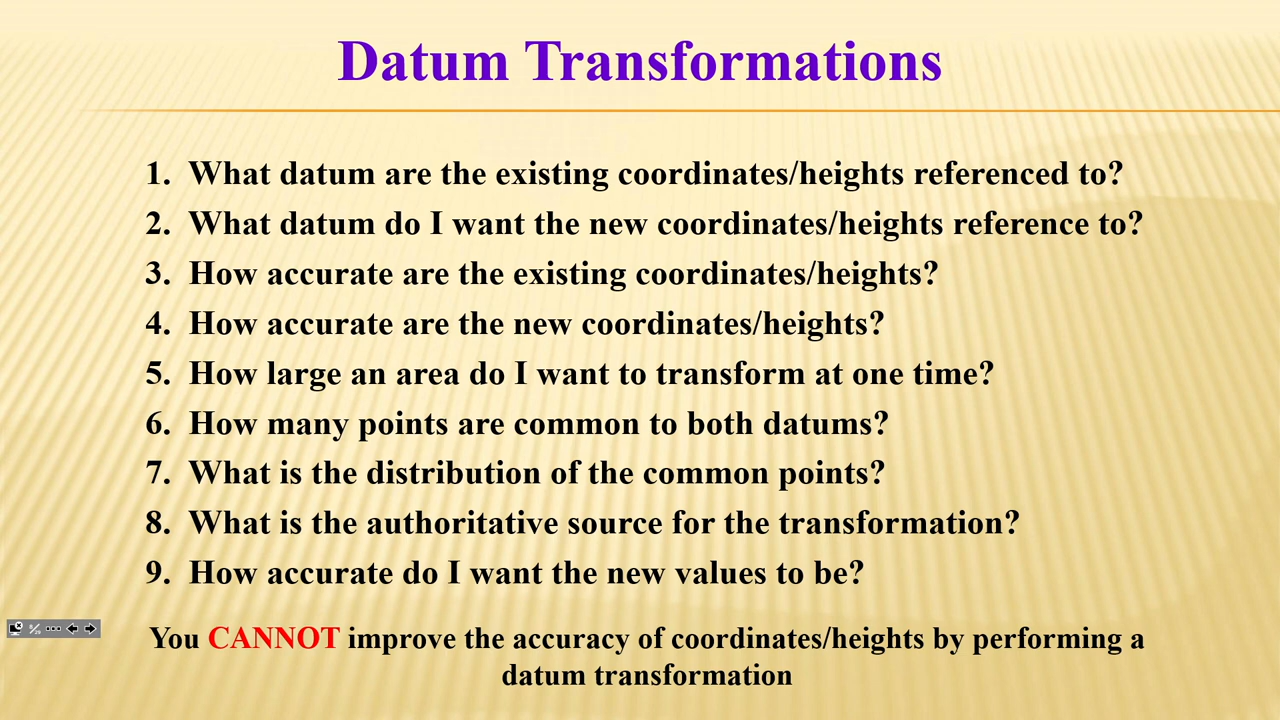 Datum Transformations
1. What datum are the existing coordinates/heights referenced to?
2. What datum do I want the new coordinates/heights reference to?
3. How accurate are the existing coordinates/heights?
4. How accurate are the new coordinates/heights?
5. How large an area do I want to transform at one time?
6. How many points are common to both datums?
7. What is the distribution of the common points?
8. What is the authoritative source for the transformation?
9. How accurate do I want the new values to be?
You CANNOT improve the accuracy of coordinates/heights by performing a
datum transformation